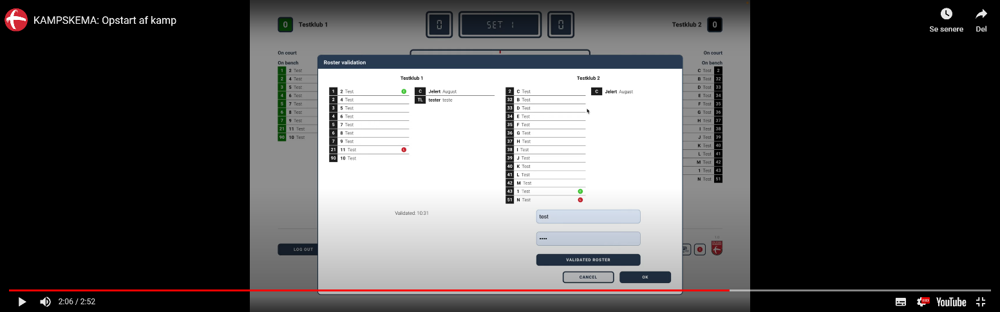 KAMPSKEMA: Opstart af kamp
Se senere
Del
0 Testklub 1
0 SET 1 0
Testklub 2 0
On court
On bench
1 2 Test
2 4 Test
3 5 Test
4 6 Test
5 7 Test
6 8 Test
7 9 Test
21 11 Test
90 10 Test
LOG OUT
Roster validation
Testklub 1
1 2 Test C
2 4 Test
3 5 Test
4 6 Test
5 7 Test
6 8 Test
7 9 Test
21 11 Test L
90 10 Test
C Jelert August
TL tester teste
Validated: 10:31
Testklub 2
2 C Test
32 B Test
33 D Test
34 E Test
35 F Test
36 G Test
37 H Test
38 I Test
39 J Test
40 K Test
41 L Test
42 M Test
43 1 Test C
51 N Test L
C Jelert August
test
••••
VALIDATED ROSTER
CANCEL
OK
On court
On bench
C Test 2
B Test 32
D Test 33
E Test 34
F Test 35
G Test 36
H Test 37
I Test 38
J Test 39
K Test 40
L Test 41
M Test 42
1 Test 43
N Test 51
2:06 / 2:52
HD
YouTube